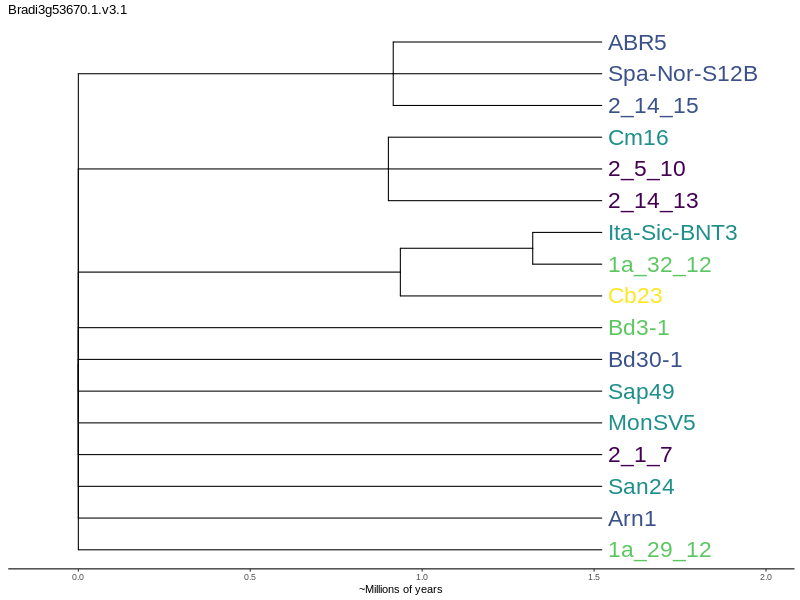 Bradi3g53670.1.v3.1
ABR5
Spa-Nor-S12B
2_14_15
Cm16
2_5_10
2_14_13
Ita-Sic-BNT3
1a_32_12
Cb23
Bd3-1
Bd30-1
Sap49
MonSV5
2_1_7
San24
Arn1
1a_29_12
0.0 0.5 1.0 1.5 2.0
~Millions of years